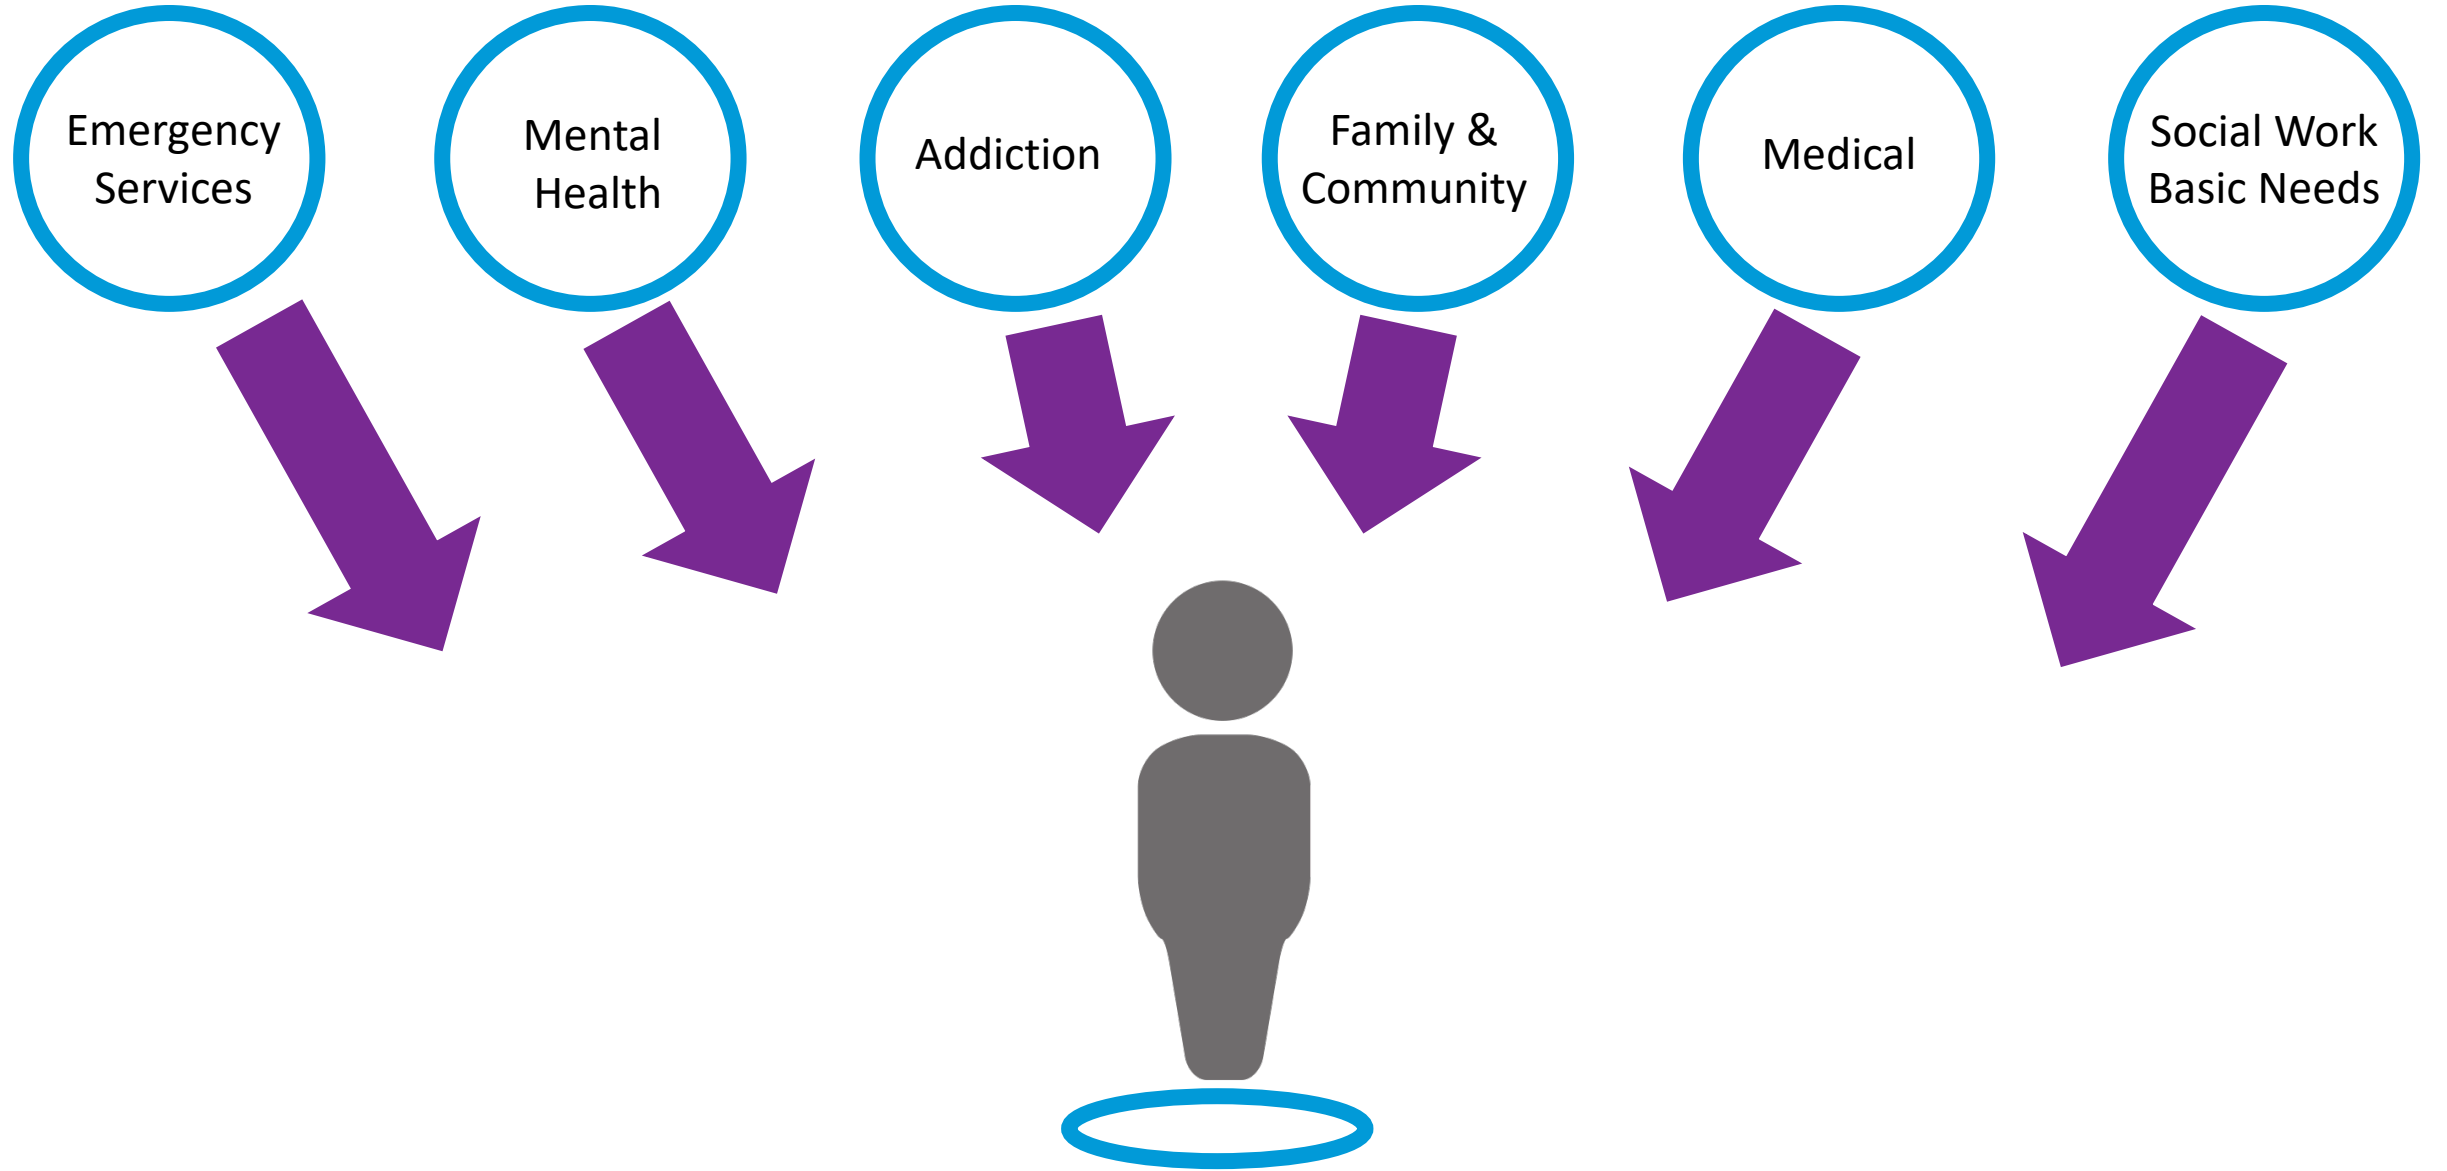 Emergency
Services
Mental
Health
Addiction
Family &
Community
Medical
Social Work
Basic Needs